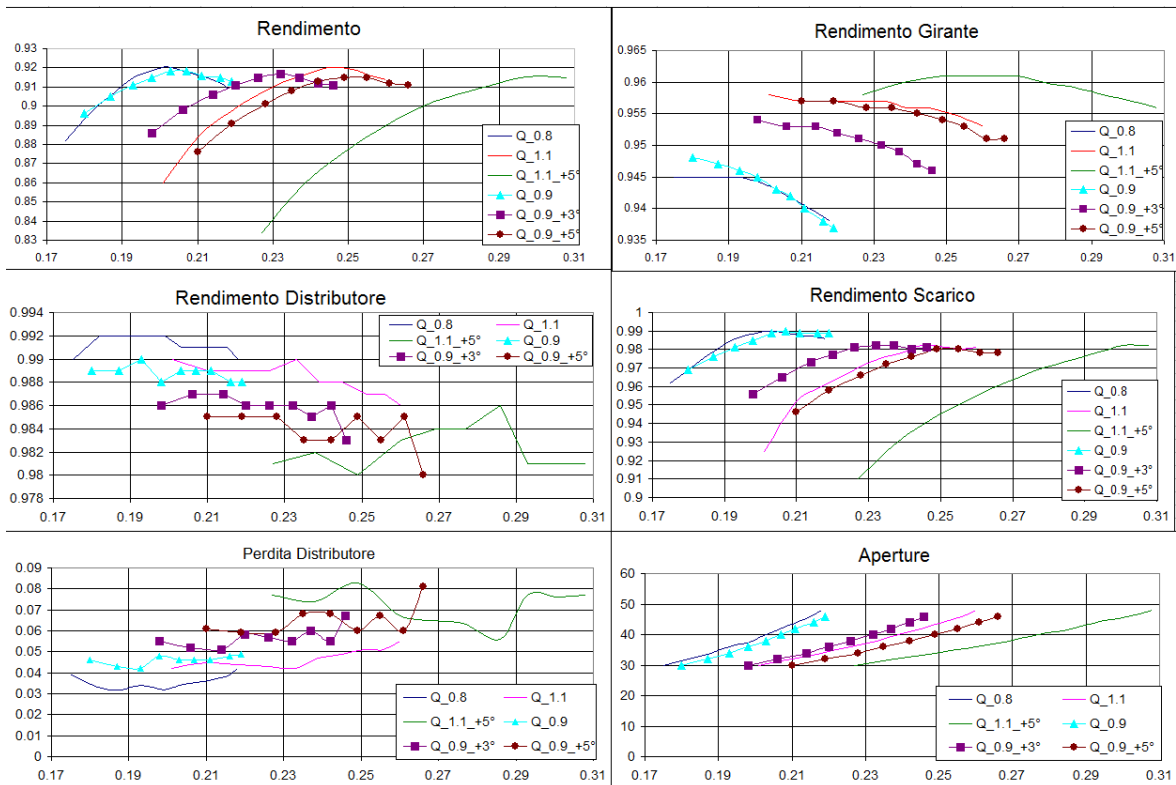 Rendimento
0.93
0.92
0.91
0.9
0.89
0.88
0.87
0.86
0.85
0.84
0.83
0.17 0.19 0.21 0.23 0.25 0.27 0.29 0.31
Q_0.8
Q_1.1
Q_1.1_+5°
Q_0.9
Q_0.9_+3°
Q_0.9_+5°
Rendimento Girante
0.965
0.96
0.955
0.95
0.945
0.94
0.935
0.17 0.19 0.21 0.23 0.25 0.27 0.29 0.31
Q_0.8
Q_1.1
Q_1.1_+5°
Q_0.9
Q_0.9_+3°
Q_0.9_+5°
Rendimento Distributore
0.994
0.992
0.99
0.988
0.986
0.984
0.982
0.98
0.978
0.17 0.19 0.21 0.23 0.25 0.27 0.29 0.31
Q_0.8 Q_1.1
Q_1.1_+5° Q_0.9
Q_0.9_+3° Q_0.9_+5°
Rendimento Scarico
1
0.99
0.98
0.97
0.96
0.95
0.94
0.93
0.92
0.91
0.9
0.17 0.19 0.21 0.23 0.25 0.27 0.29 0.31
Q_0.8
Q_1.1
Q_1.1_+5°
Q_0.9
Q_0.9_+3°
Q_0.9_+5°
Perdita Distributore
0.09
0.08
0.07
0.06
0.05
0.04
0.03
0.02
0.01
0
0.17 0.19 0.21 0.23 0.25 0.27 0.29 0.31
Q_0.8 Q_1.1
Q_1.1_+5° Q_0.9
Q_0.9_+3° Q_0.9_+5°
Aperture
60
50
40
30
20
10
0
0.17 0.19 0.21 0.23 0.25 0.27 0.29 0.31
Q_0.8 Q_1.1
Q_1.1_+5° Q_0.9
Q_0.9_+3° Q_0.9_+5°